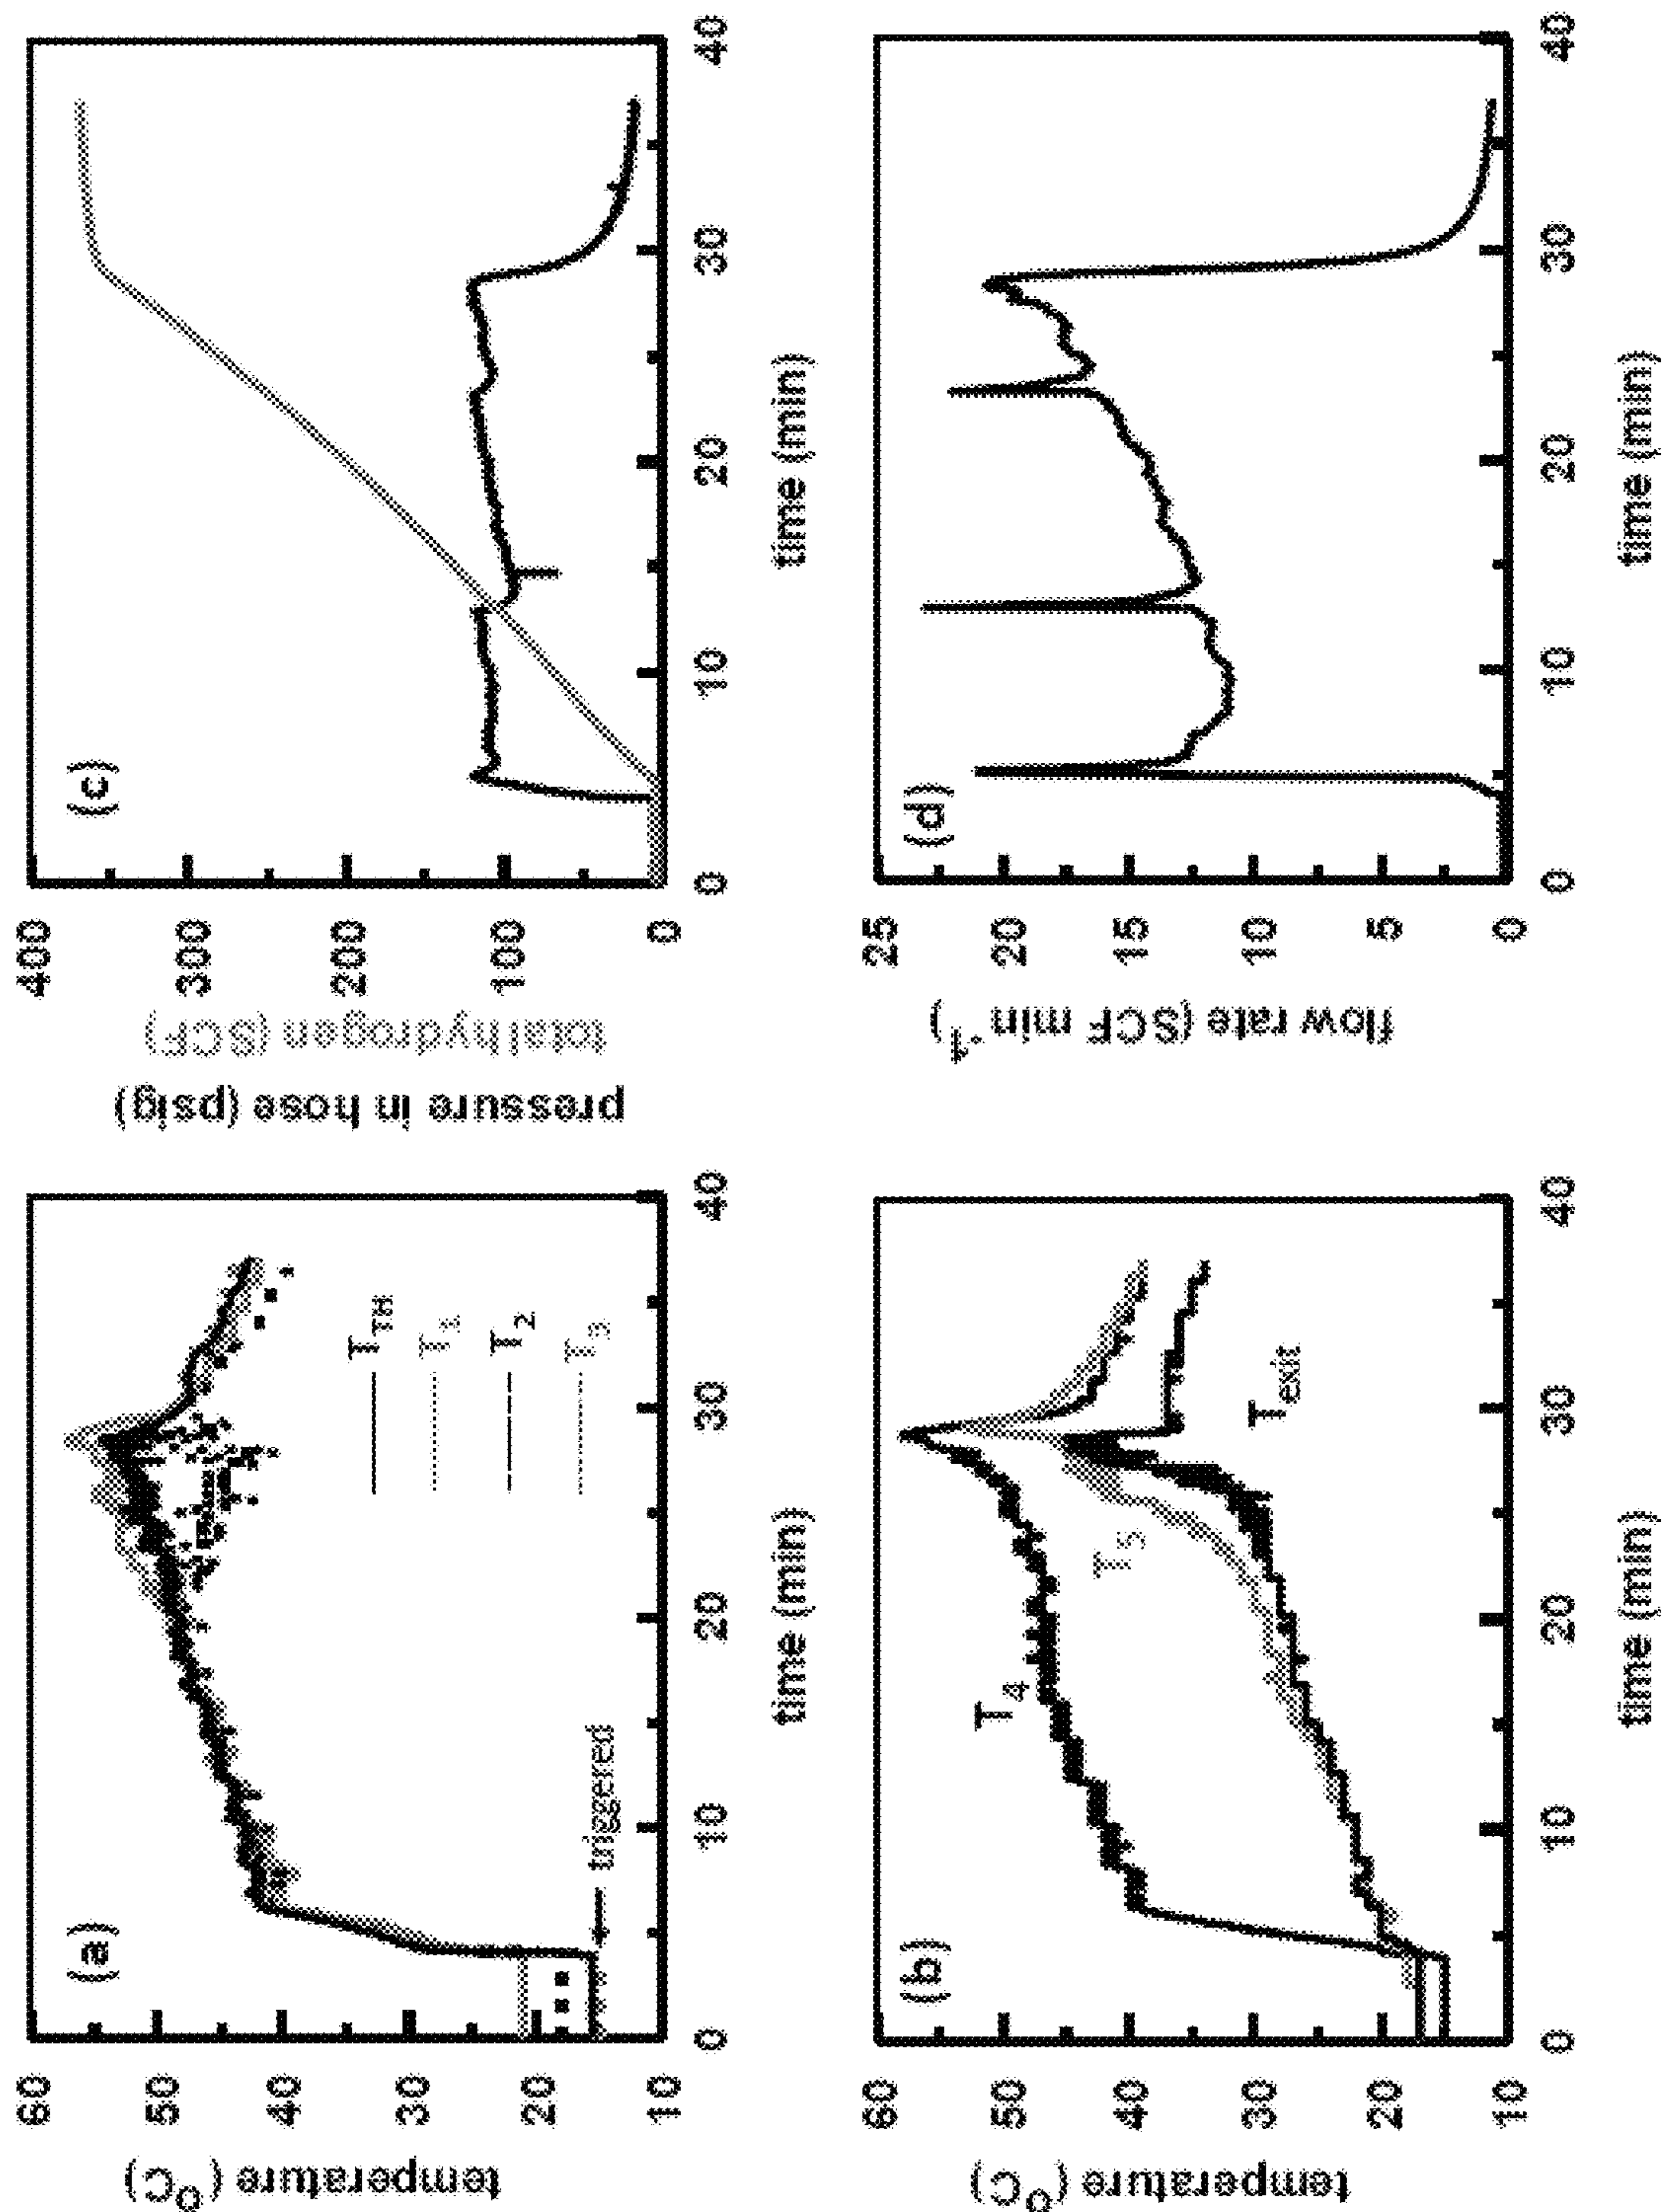 (a)
60
50
40
30
20
10
temperature (°C)
T_TH
T_1
T_2
T_3
triggered
0 10 20 30 40
time (min)
(b)
60
50
40
30
20
10
temperature (°C)
T_4
T_5
T_exit
0 10 20 30 40
time (min)
(c)
400
300
200
100
0
pressure in hose (psig)
total hydrogen (SCF)
0 10 20 30 40
time (min)
(d)
25
20
15
10
5
0
flow rate (SCF min⁻¹)
0 10 20 30 40
time (min)